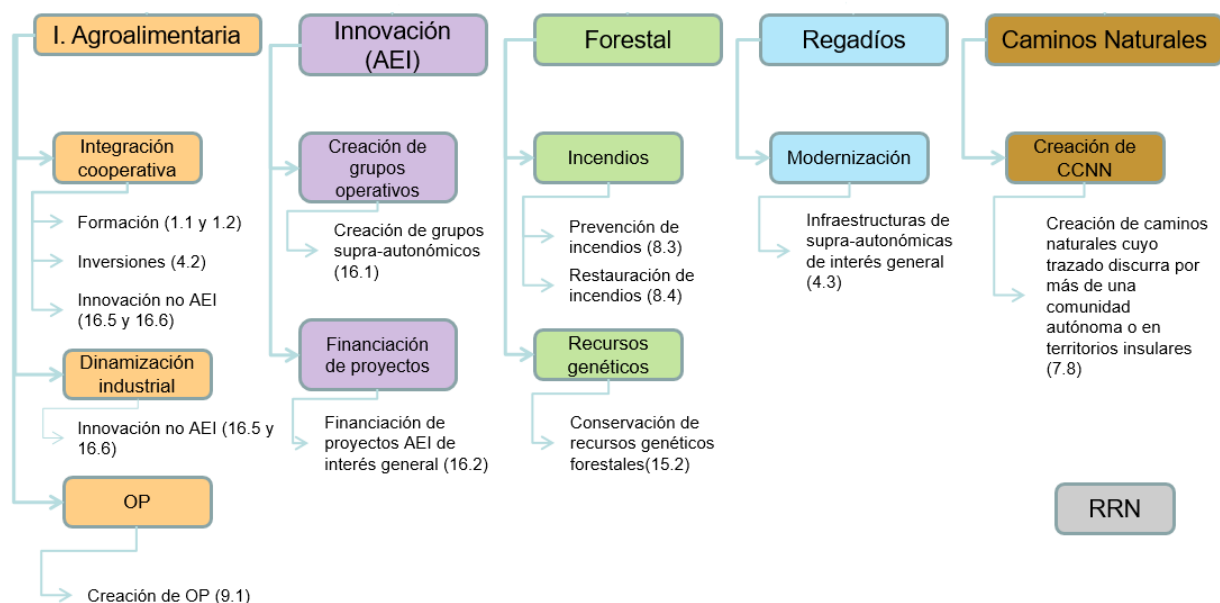 I. Agroalimentaria
Integración
cooperativa
Formación (1.1 y 1.2)
Inversiones (4.2)
Innovación no AEI
(16.5 y 16.6)
Dinamización
industrial
Innovación no AEI (16.5 y
16.6)
OP
Creación de OP (9.1)
Innovación
(AEI)
Creación de
grupos
operativos
Creación de grupos
supra-autonómicos
(16.1)
Financiación
de proyectos
Financiación de
proyectos AEI de
interés general (16.2)
Forestal
Incendios
Prevención de
incendios (8.3)
Restauración de
incendios (8.4)
Recursos
genéticos
Conservación de
recursos genéticos
forestales(15.2)
Regadíos
Modernización
Infraestructuras de
supra-autonómicas
de interés general
(4.3)
Caminos Naturales
Creación de
CCNN
Creación de caminos
naturales cuyo
trazado discurra por
más de una
comunidad
autónoma o en
territorios insulares
(7.8)
RRN